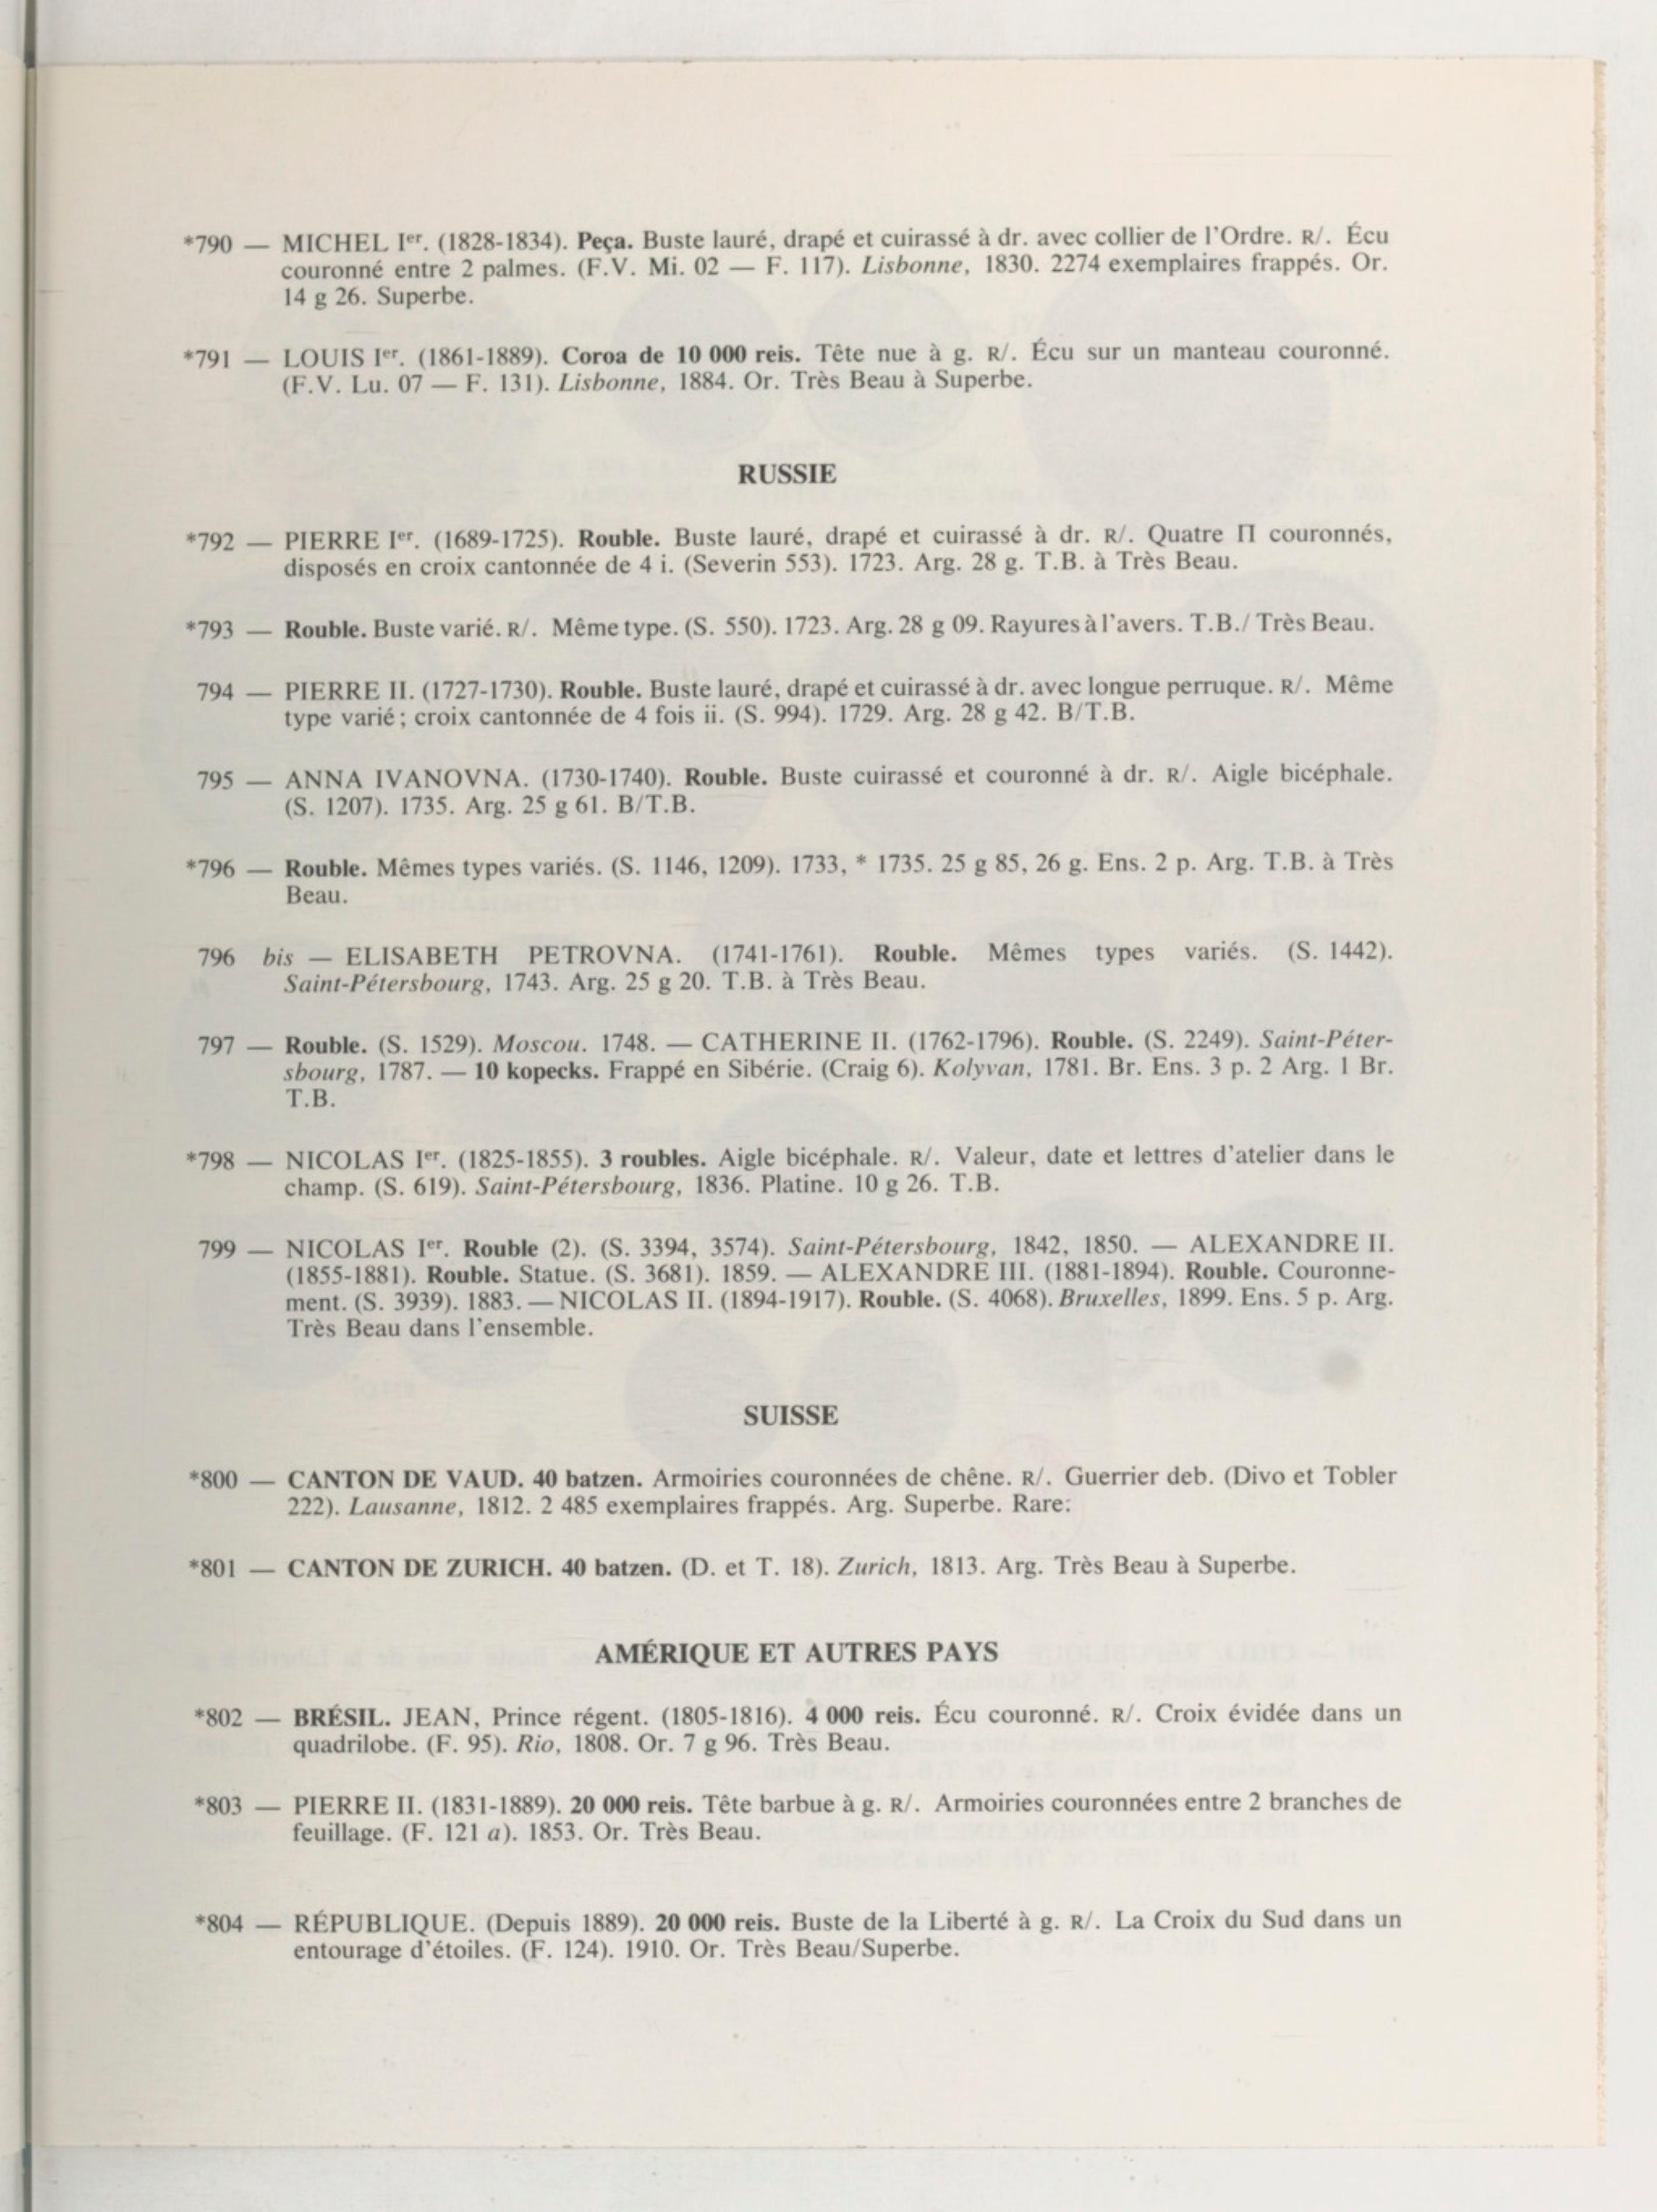 *790 — MICHEL Ier. (1828-1834). Peça. Buste lauré, drapé et cuirassé à dr. avec collier de l'Ordre. R/. Écu
couronné entre 2 palmes. (F.V. Mi. 02 — F. 117). Lisbonne, 1830. 2274 exemplaires frappés. Or.
14 g 26. Superbe.
*791 — LOUIS Ier. (1861-1889). Coroa de 10 000 reis. Tête nue à g. R/. Écu sur un manteau couronné.
(F.V. Lu. 07 — F. 131). Lisbonne, 1884. Or. Très Beau à Superbe.
RUSSIE
*792 — PIERRE Ier. (1689-1725). Rouble. Buste lauré, drapé et cuirassé à dr. R/. Quatre Π couronnés,
disposés en croix cantonnée de 4 i. (Severin 553). 1723. Arg. 28 g. T.B. à Très Beau.
*793 — Rouble. Buste varié. R/. Même type. (S. 550). 1723. Arg. 28 g 09. Rayures à l'avers. T.B./ Très Beau.
794 — PIERRE II. (1727-1730). Rouble. Buste lauré, drapé et cuirassé à dr. avec longue perruque. R/. Même
type varié ; croix cantonnée de 4 fois ii. (S. 994). 1729. Arg. 28 g 42. B/T.B.
795 — ANNA IVANOVNA. (1730-1740). Rouble. Buste cuirassé et couronné à dr. R/. Aigle bicéphale.
(S. 1207). 1735. Arg. 25 g 61. B/T.B.
*796 — Rouble. Mêmes types variés. (S. 1146, 1209). 1733, * 1735. 25 g 85, 26 g. Ens. 2 p. Arg. T.B. à Très
Beau.
796 bis — ELISABETH PETROVNA. (1741-1761). Rouble. Mêmes types variés. (S. 1442).
Saint-Pétersbourg, 1743. Arg. 25 g 20. T.B. à Très Beau.
797 — Rouble. (S. 1529). Moscou. 1748. — CATHERINE II. (1762-1796). Rouble. (S. 2249). Saint-Péter-
sbourg, 1787. — 10 kopecks. Frappé en Sibérie. (Craig 6). Kolyvan, 1781. Br. Ens. 3 p. 2 Arg. 1 Br.
T.B.
*798 — NICOLAS Ier. (1825-1855). 3 roubles. Aigle bicéphale. R/. Valeur, date et lettres d'atelier dans le
champ. (S. 619). Saint-Pétersbourg, 1836. Platine. 10 g 26. T.B.
799 — NICOLAS Ier. Rouble (2). (S. 3394, 3574). Saint-Pétersbourg, 1842, 1850. — ALEXANDRE II.
(1855-1881). Rouble. Statue. (S. 3681). 1859. — ALEXANDRE III. (1881-1894). Rouble. Couronne-
ment. (S. 3939). 1883. — NICOLAS II. (1894-1917). Rouble. (S. 4068). Bruxelles, 1899. Ens. 5 p. Arg.
Très Beau dans l'ensemble.
SUISSE
*800 — CANTON DE VAUD. 40 batzen. Armoiries couronnées de chêne. R/. Guerrier deb. (Divo et Tobler
222). Lausanne, 1812. 2 485 exemplaires frappés. Arg. Superbe. Rare.
*801 — CANTON DE ZURICH. 40 batzen. (D. et T. 18). Zurich, 1813. Arg. Très Beau à Superbe.
AMÉRIQUE ET AUTRES PAYS
*802 — BRÉSIL. JEAN, Prince régent. (1805-1816). 4 000 reis. Écu couronné. R/. Croix évidée dans un
quadrilobe. (F. 95). Rio, 1808. Or. 7 g 96. Très Beau.
*803 — PIERRE II. (1831-1889). 20 000 reis. Tête barbue à g. R/. Armoiries couronnées entre 2 branches de
feuillage. (F. 121 a). 1853. Or. Très Beau.
*804 — RÉPUBLIQUE. (Depuis 1889). 20 000 reis. Buste de la Liberté à g. R/. La Croix du Sud dans un
entourage d'étoiles. (F. 124). 1910. Or. Très Beau/Superbe.